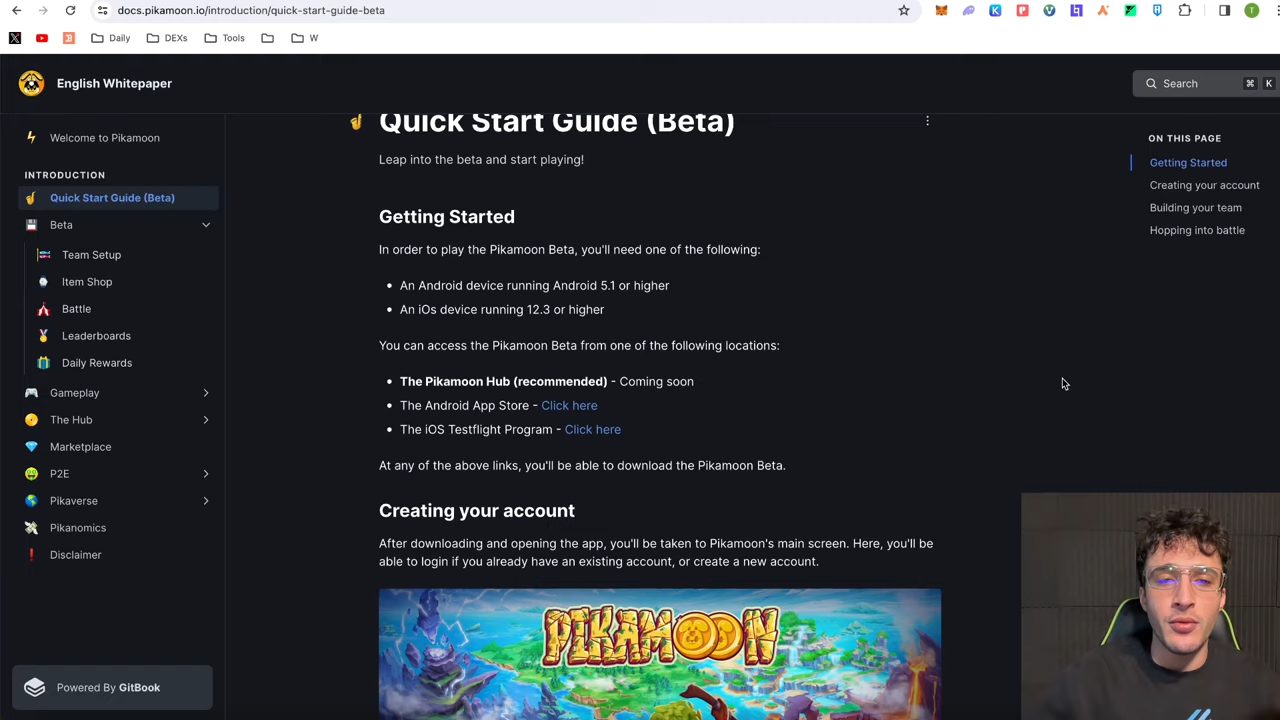 docs.pikamoon.io/introduction/quick-start-guide-beta
T
Daily
DEXs
Tools
W
English Whitepaper
Search
⌘
K
Welcome to Pikamoon
INTRODUCTION
Quick Start Guide (Beta)
Beta
Team Setup
Item Shop
Battle
Leaderboards
Daily Rewards
Gameplay
The Hub
Marketplace
P2E
Pikaverse
Pikanomics
Disclaimer
Powered By GitBook
Quick Start Guide (Beta)
Leap into the beta and start playing!
Getting Started
In order to play the Pikamoon Beta, you'll need one of the following:
• An Android device running Android 5.1 or higher
• An iOs device running 12.3 or higher
You can access the Pikamoon Beta from one of the following locations:
• The Pikamoon Hub (recommended) - Coming soon
• The Android App Store - Click here
• The iOS Testflight Program - Click here
At any of the above links, you'll be able to download the Pikamoon Beta.
Creating your account
After downloading and opening the app, you'll be taken to Pikamoon's main screen. Here, you'll be
able to login if you already have an existing account, or create a new account.
PIKAMOON
ON THIS PAGE
Getting Started
Creating your account
Building your team
Hopping into battle